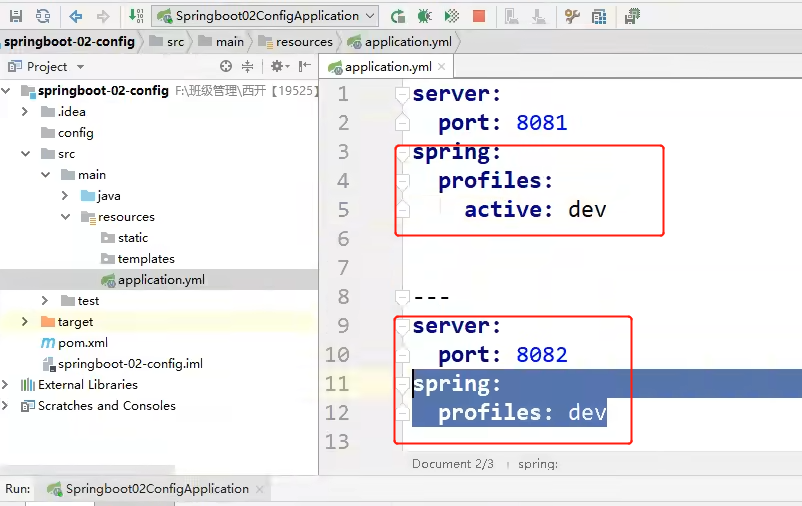 Springboot02ConfigApplication
springboot-02-config
src
main
resources
application.yml
Project
application.yml
springboot-02-config F:\班级管理\西开【19525】
.idea
config
src
main
java
resources
static
templates
application.yml
test
target
pom.xml
springboot-02-config.iml
External Libraries
Scratches and Consoles
1 server:
2 port: 8081
3 spring:
4 profiles:
5 active: dev
6
7
8 ---
9 server:
10 port: 8082
11 spring:
12 profiles: dev
13
Document 2/3 spring:
Run: Springboot02ConfigApplication